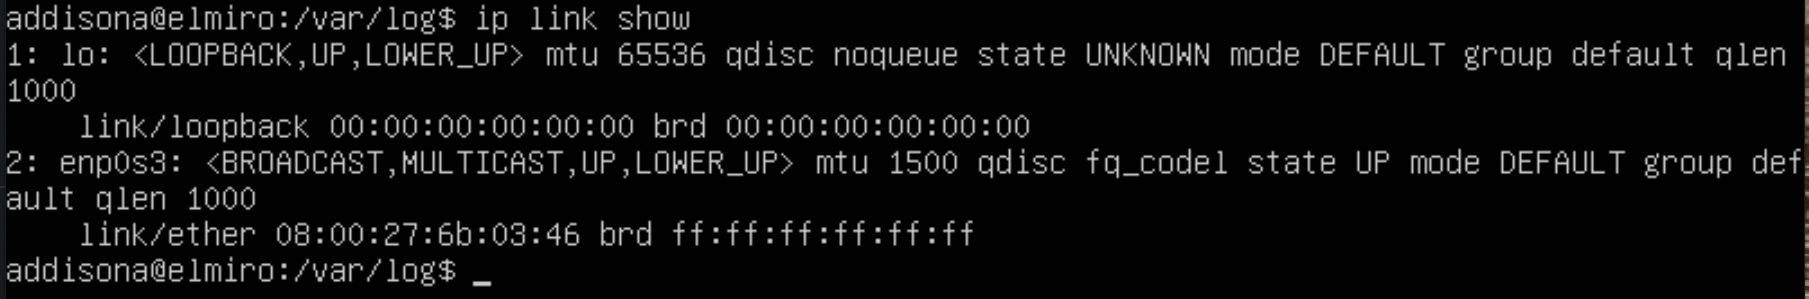 addisona@elmiro:/var/log$ ip link show
1: lo: <LOOPBACK,UP,LOWER_UP> mtu 65536 qdisc noqueue state UNKNOWN mode DEFAULT group default qlen
1000
    link/loopback 00:00:00:00:00:00 brd 00:00:00:00:00:00
2: enp0s3: <BROADCAST,MULTICAST,UP,LOWER_UP> mtu 1500 qdisc fq_codel state UP mode DEFAULT group def
ault qlen 1000
    link/ether 08:00:27:6b:03:46 brd ff:ff:ff:ff:ff:ff
addisona@elmiro:/var/log$ _